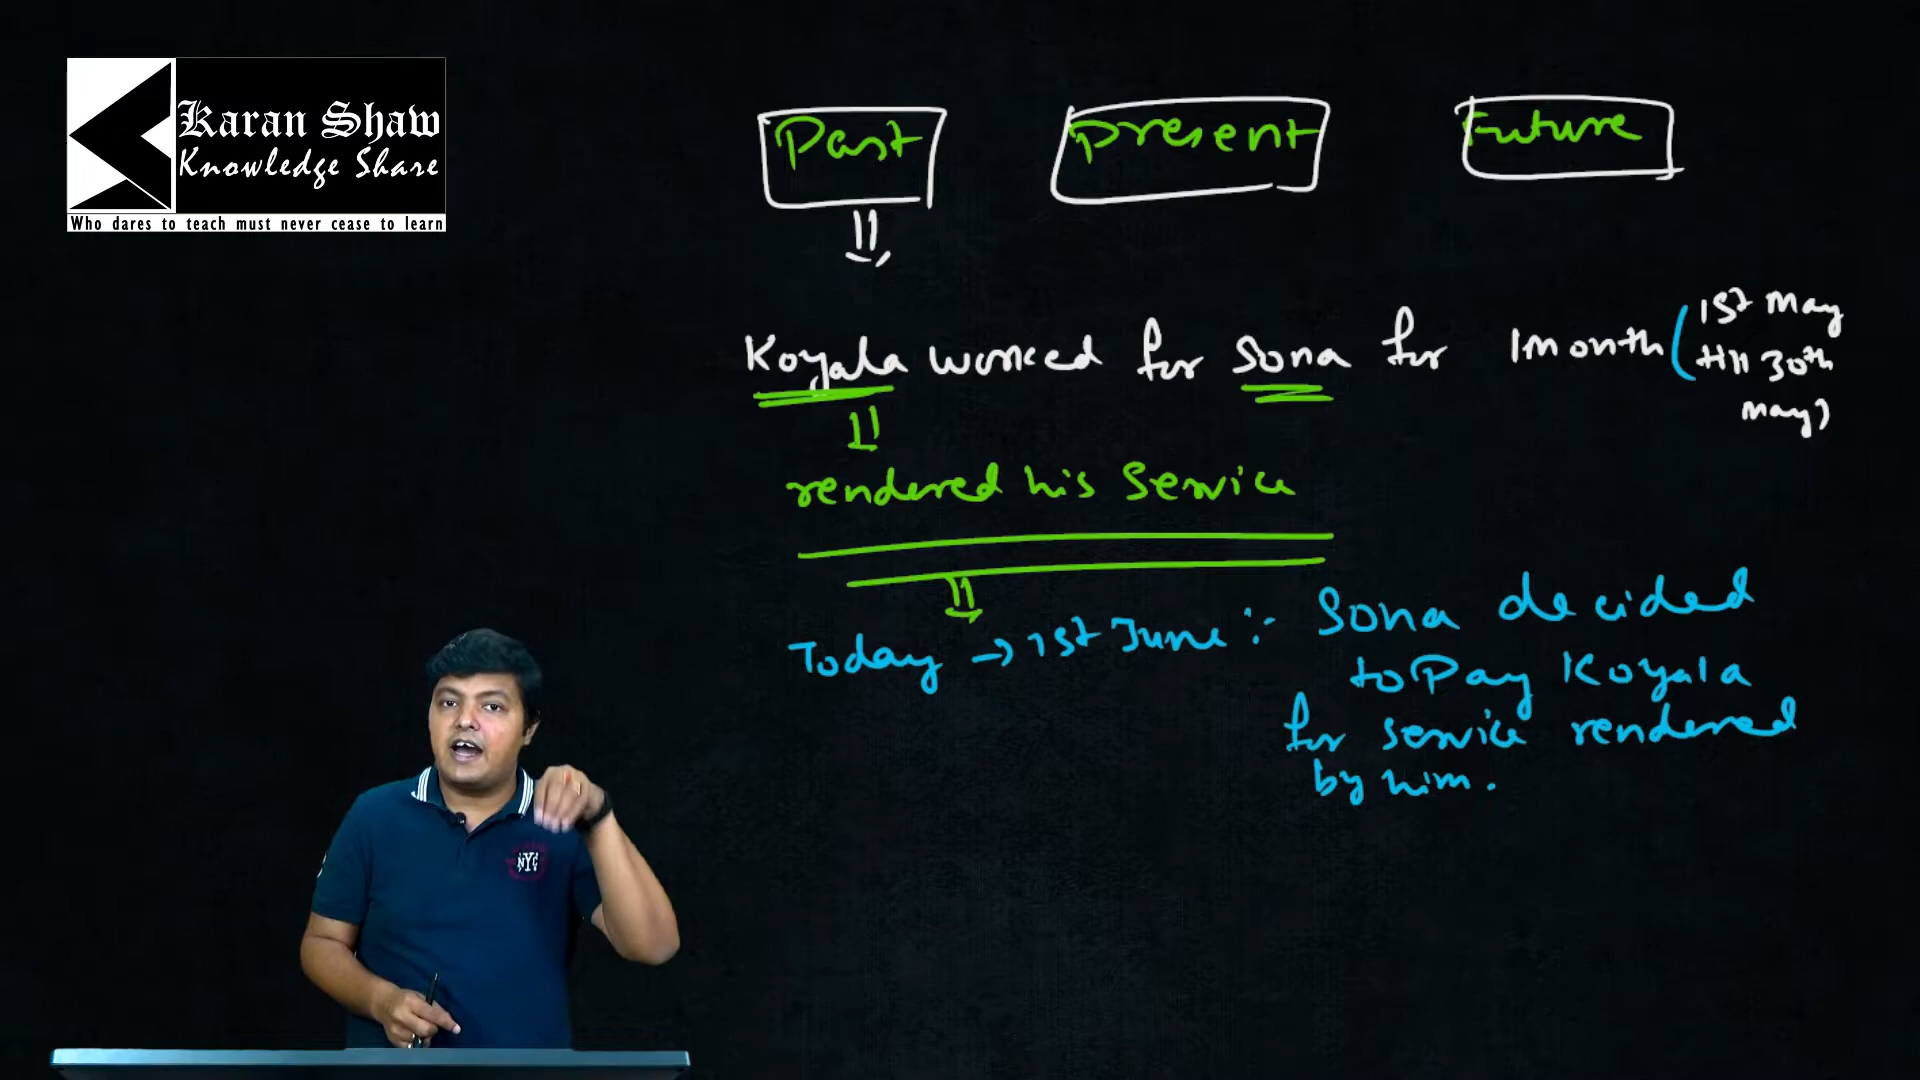 Karan Shaw
Knowledge Share
Who dares to teach must never cease to learn
Past Present Future
Koyala worked for Sona for 1 month (1st May
till 30th
May)
rendered his Service
Today → 1st June :- Sona decided
to Pay Koyala
for service rendered
by him.
NYC